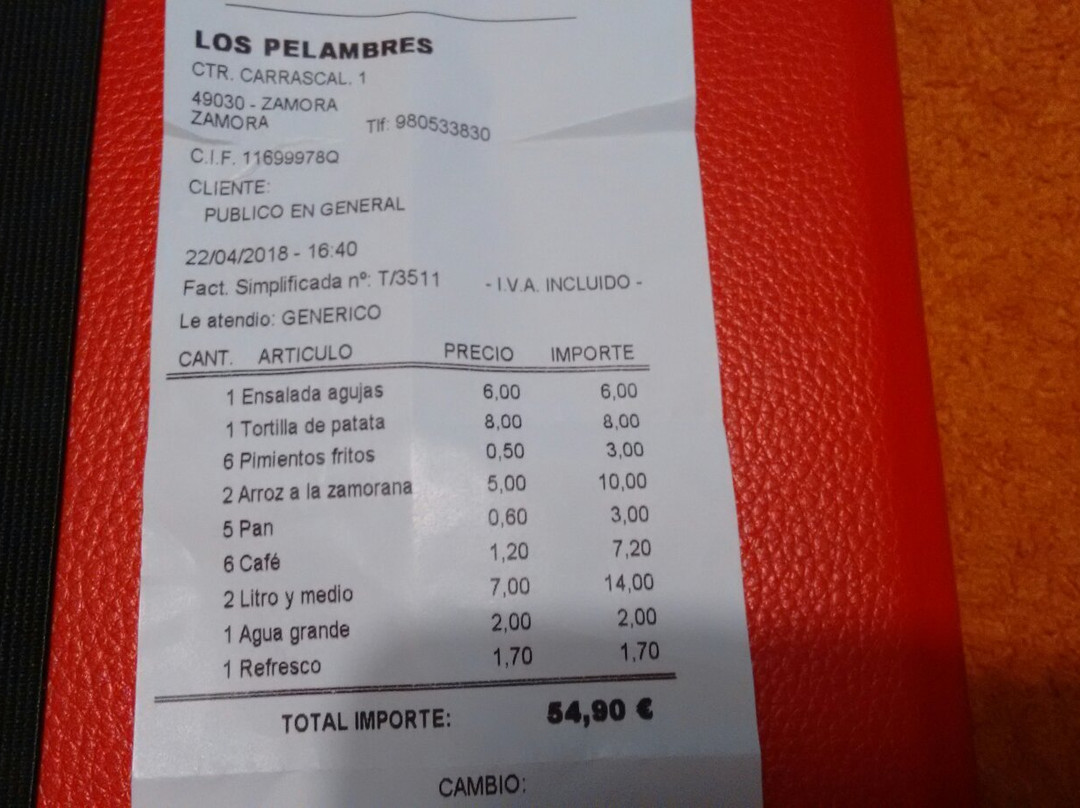 LOS PELAMBRES
CTR. CARRASCAL. 1
49030 - ZAMORA
ZAMORA Tlf: 980533830
C.I.F. 11699978Q
CLIENTE:
PUBLICO EN GENERAL
22/04/2018 - 16:40
Fact. Simplificada nº: T/3511 - I.V.A. INCLUIDO -
Le atendio: GENERICO
CANT. ARTICULO PRECIO IMPORTE
1 Ensalada agujas 6,00 6,00
1 Tortilla de patata 8,00 8,00
6 Pimientos fritos 0,50 3,00
2 Arroz a la zamorana 5,00 10,00
5 Pan 0,60 3,00
6 Café 1,20 7,20
2 Litro y medio 7,00 14,00
1 Agua grande 2,00 2,00
1 Refresco 1,70 1,70
TOTAL IMPORTE: 54,90 €
CAMBIO: